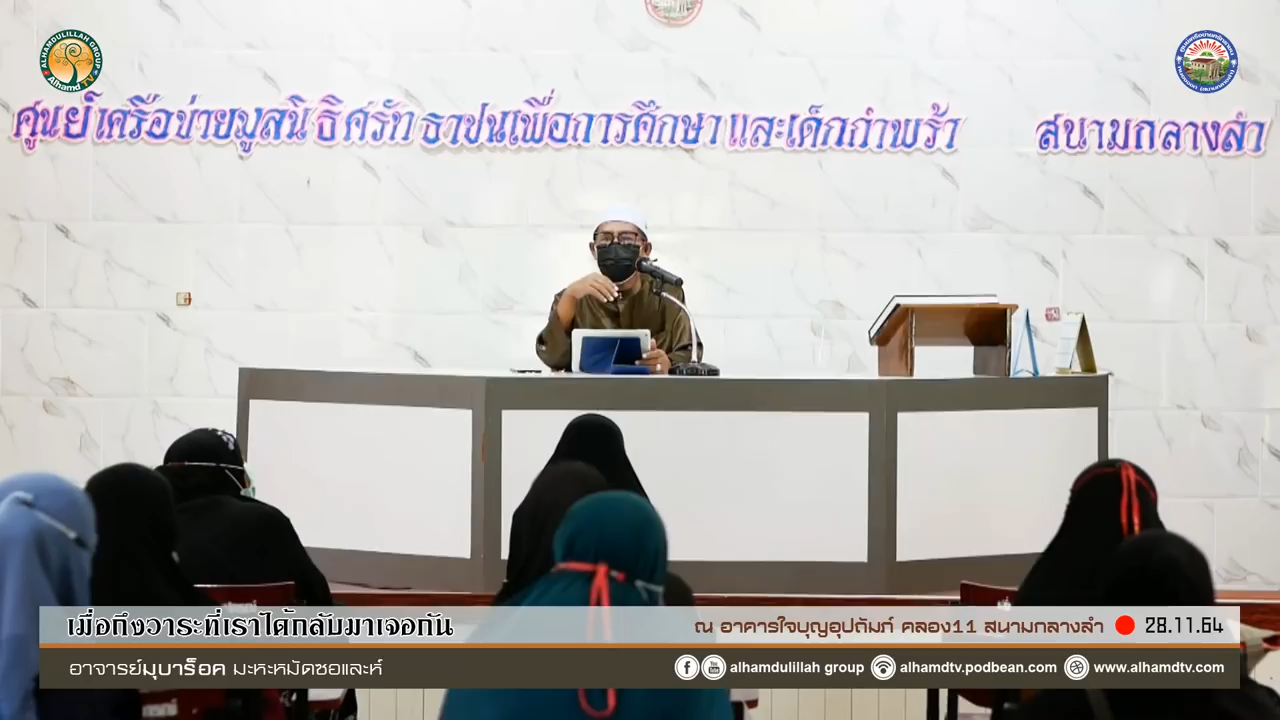 ALHAMDULILLAH GROUP
Alhamd TV
ศูนย์เครือข่ายมูลนิธิศรัทธาชนเพื่อการศึกษาและเด็กกำพร้า สนามกลางลำ
เมื่อถึงวาระที่เราได้กลับมาเจอกัน
ณ อาคารใจบุญอุปถัมภ์ คลอง11 สนามกลางลำ 28.11.64
อาจารย์มุบาร็อค มะหะหมัดซอและห์
alhamdulillah group alhamdtv.podbean.com www.alhamdtv.com